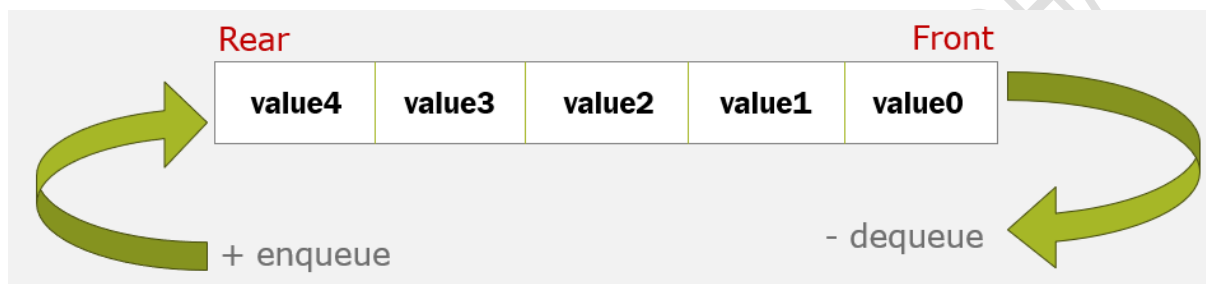 Rear Front
value4 value3 value2 value1 value0
- dequeue
+ enqueue